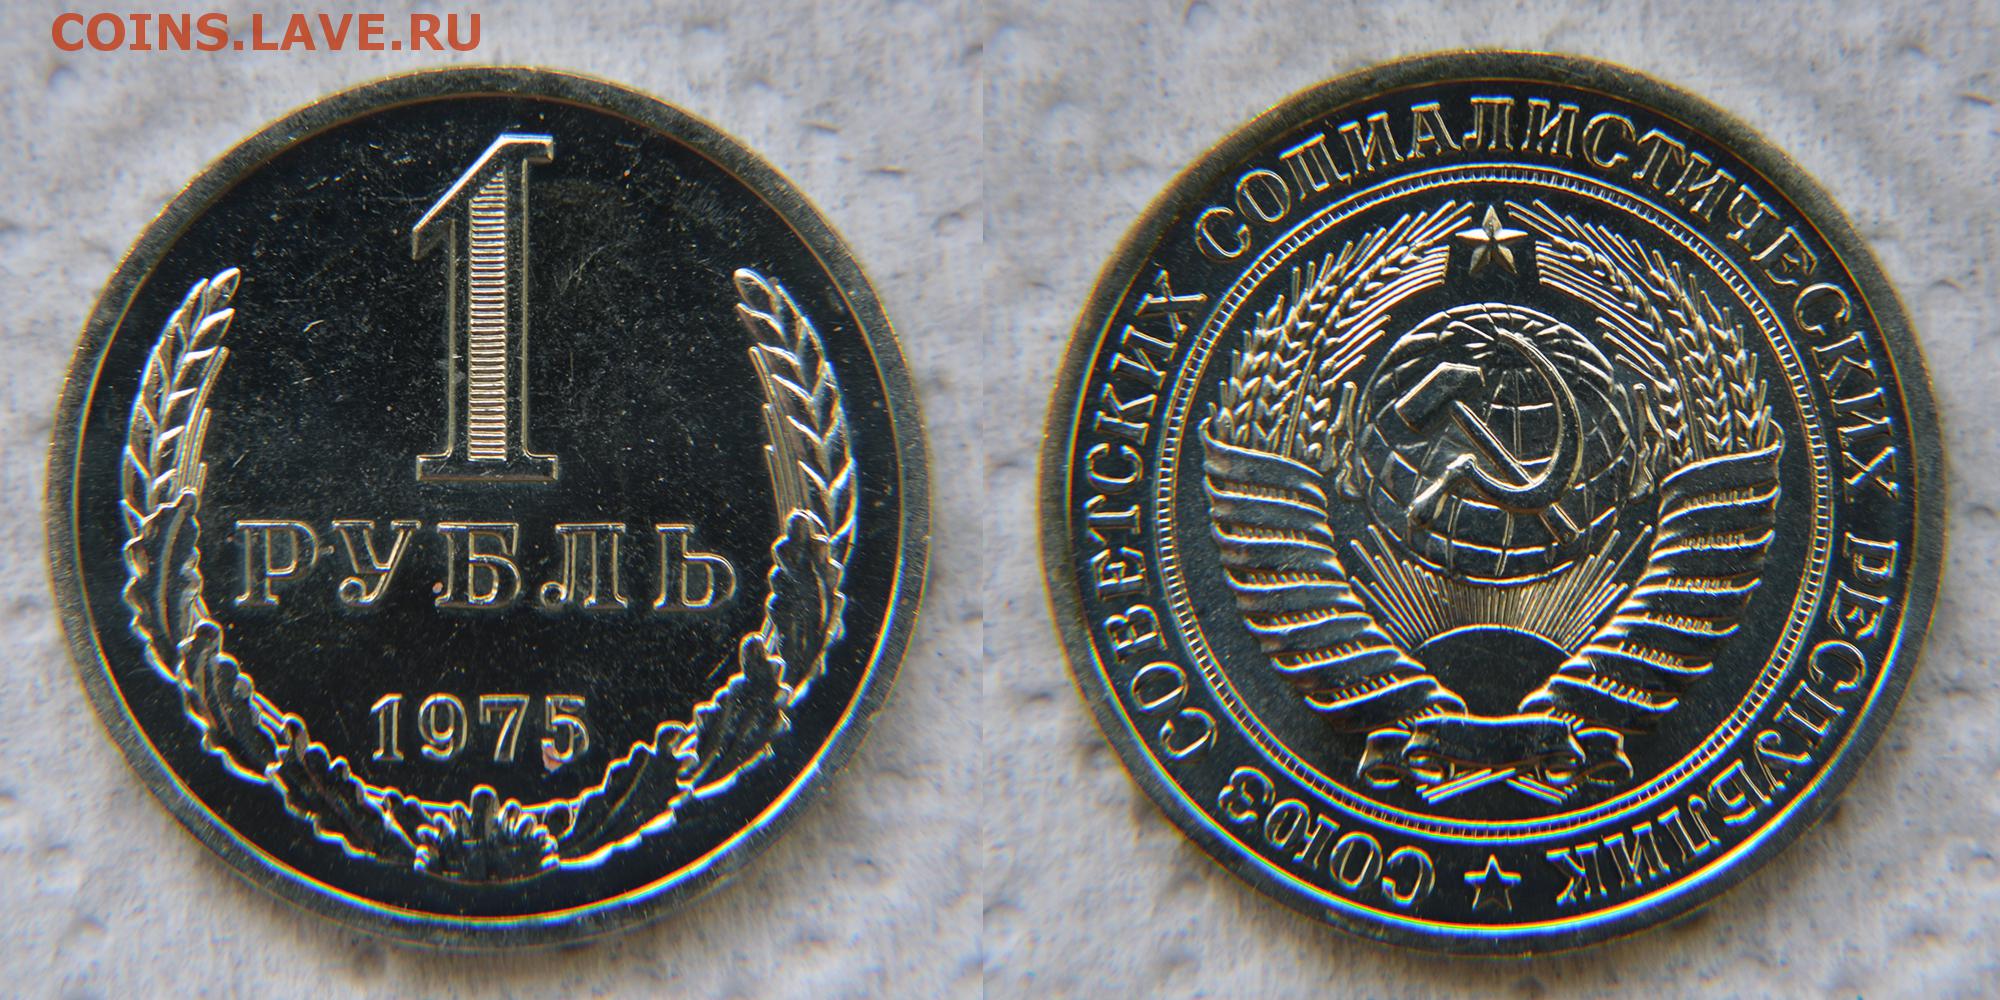 COINS.LAVE.RU
1
РУБЛЬ
1975
СОЮЗ СОВЕТСКИХ СОЦИАЛИСТИЧЕСКИХ РЕСПУБЛИК